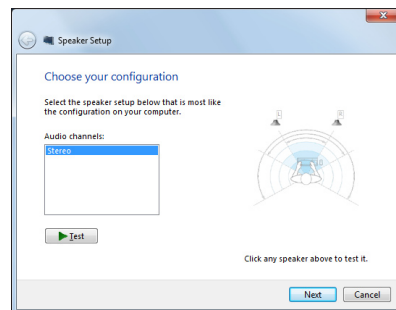 Speaker Setup
Choose your configuration
Select the speaker setup below that is most like
the configuration on your computer.
Audio channels:
Stereo
L
R
Test
Click any speaker above to test it.
Next
Cancel